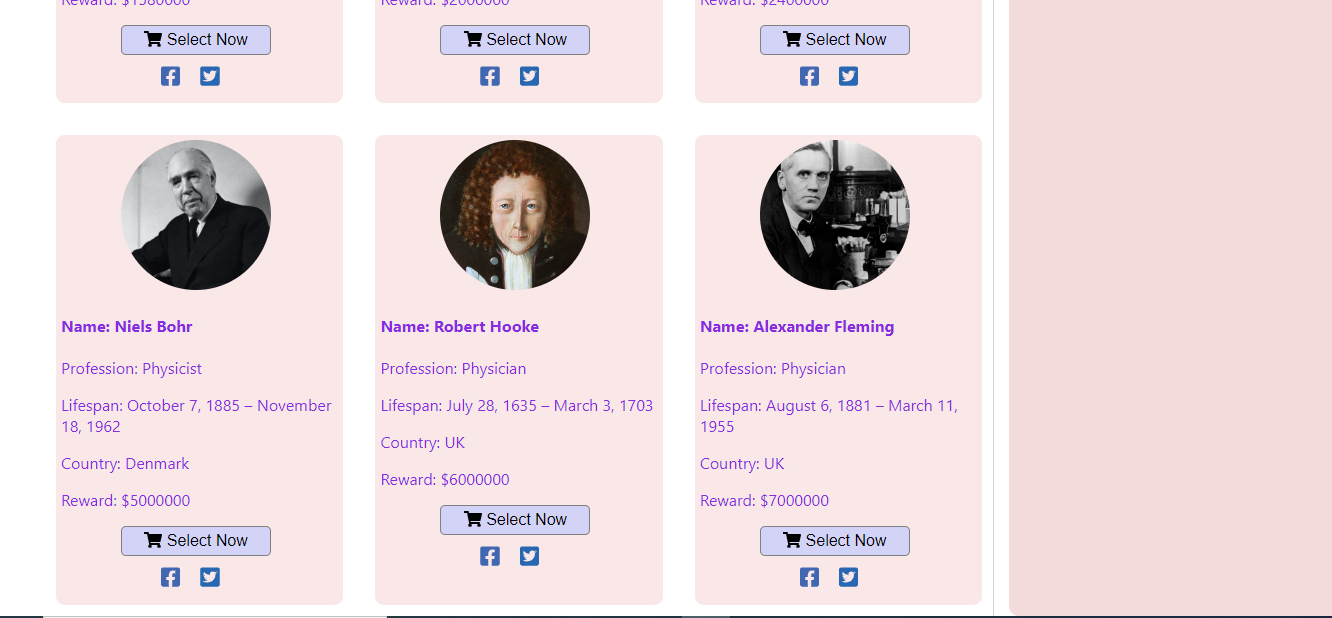 Reward: $1580000
Reward: $2000000
Reward: $2400000
Select Now
Select Now
Select Now
Name: Niels Bohr
Profession: Physicist
Lifespan: October 7, 1885 – November
18, 1962
Country: Denmark
Reward: $5000000
Select Now
Name: Robert Hooke
Profession: Physician
Lifespan: July 28, 1635 – March 3, 1703
Country: UK
Reward: $6000000
Select Now
Name: Alexander Fleming
Profession: Physician
Lifespan: August 6, 1881 – March 11,
1955
Country: UK
Reward: $7000000
Select Now